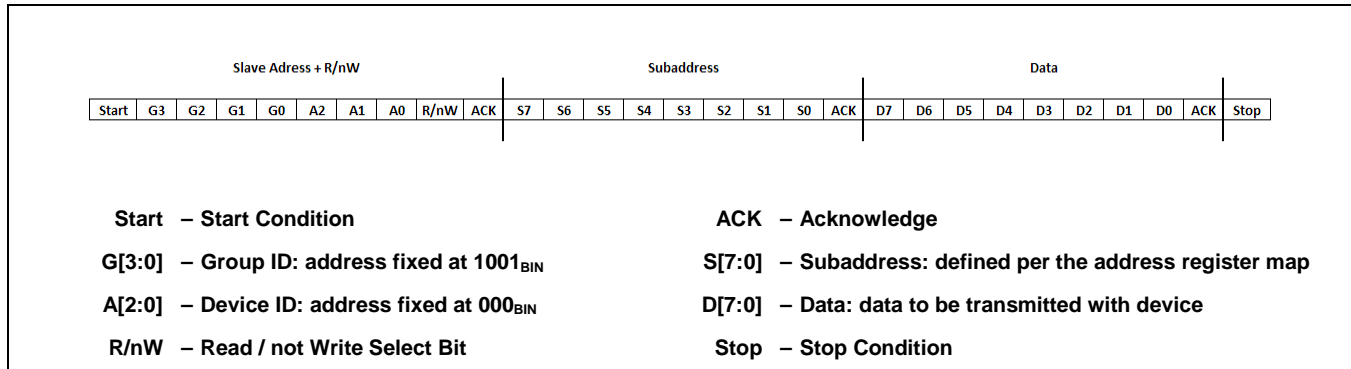 Slave Adress + R/nW Subaddress Data
Start G3 G2 G1 G0 A2 A1 A0 R/nW ACK S7 S6 S5 S4 S3 S2 S1 S0 ACK D7 D6 D5 D4 D3 D2 D1 D0 ACK Stop
Start – Start Condition ACK – Acknowledge
G[3:0] – Group ID: address fixed at 1001BIN S[7:0] – Subaddress: defined per the address register map
A[2:0] – Device ID: address fixed at 000BIN D[7:0] – Data: data to be transmitted with device
R/nW – Read / not Write Select Bit Stop – Stop Condition